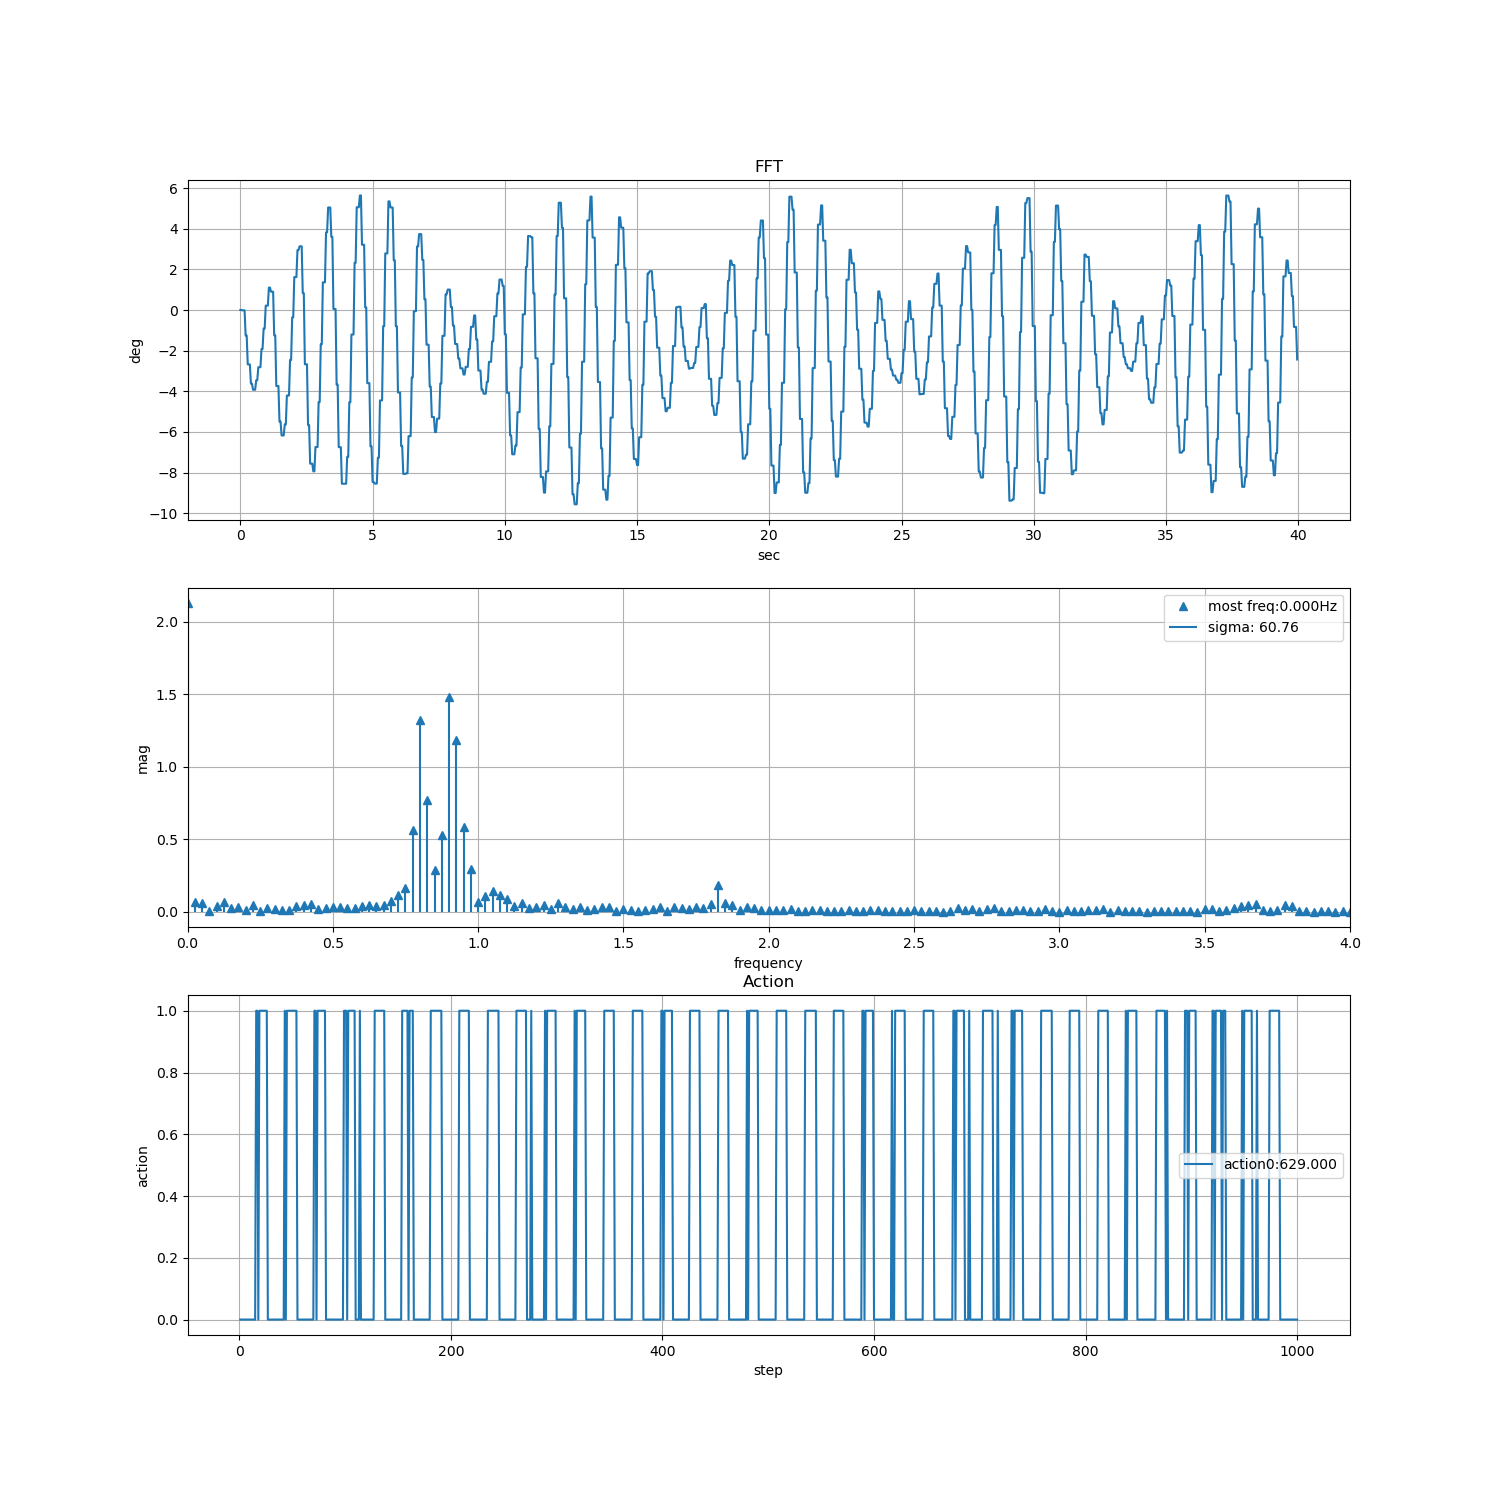 FFT
6
4
2
0
−2
−4
−6
−8
−10
deg
0 5 10 15 20 25 30 35 40
sec
2.0
1.5
1.0
0.5
0.0
mag
most freq:0.000Hz
sigma: 60.76
0.0 0.5 1.0 1.5 2.0 2.5 3.0 3.5 4.0
frequency
Action
1.0
0.8
0.6
0.4
0.2
0.0
action
action0:629.000
0 200 400 600 800 1000
step